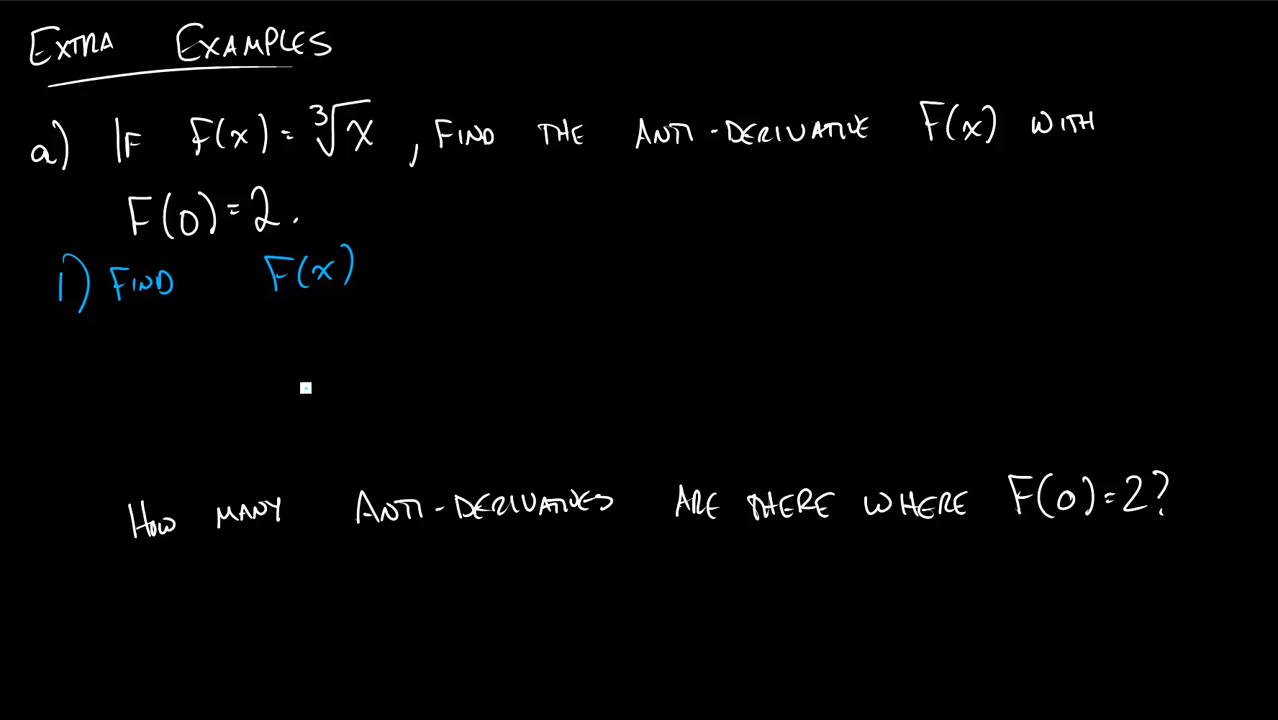 EXTRA EXAMPLES
a) IF F(x) = ∛x , FIND THE ANTI-DERIVATIVE F(x) WITH
F(0) = 2.
1) FIND F(x)
HOW MANY ANTI-DERIVATIVES ARE THERE WHERE F(0) = 2?